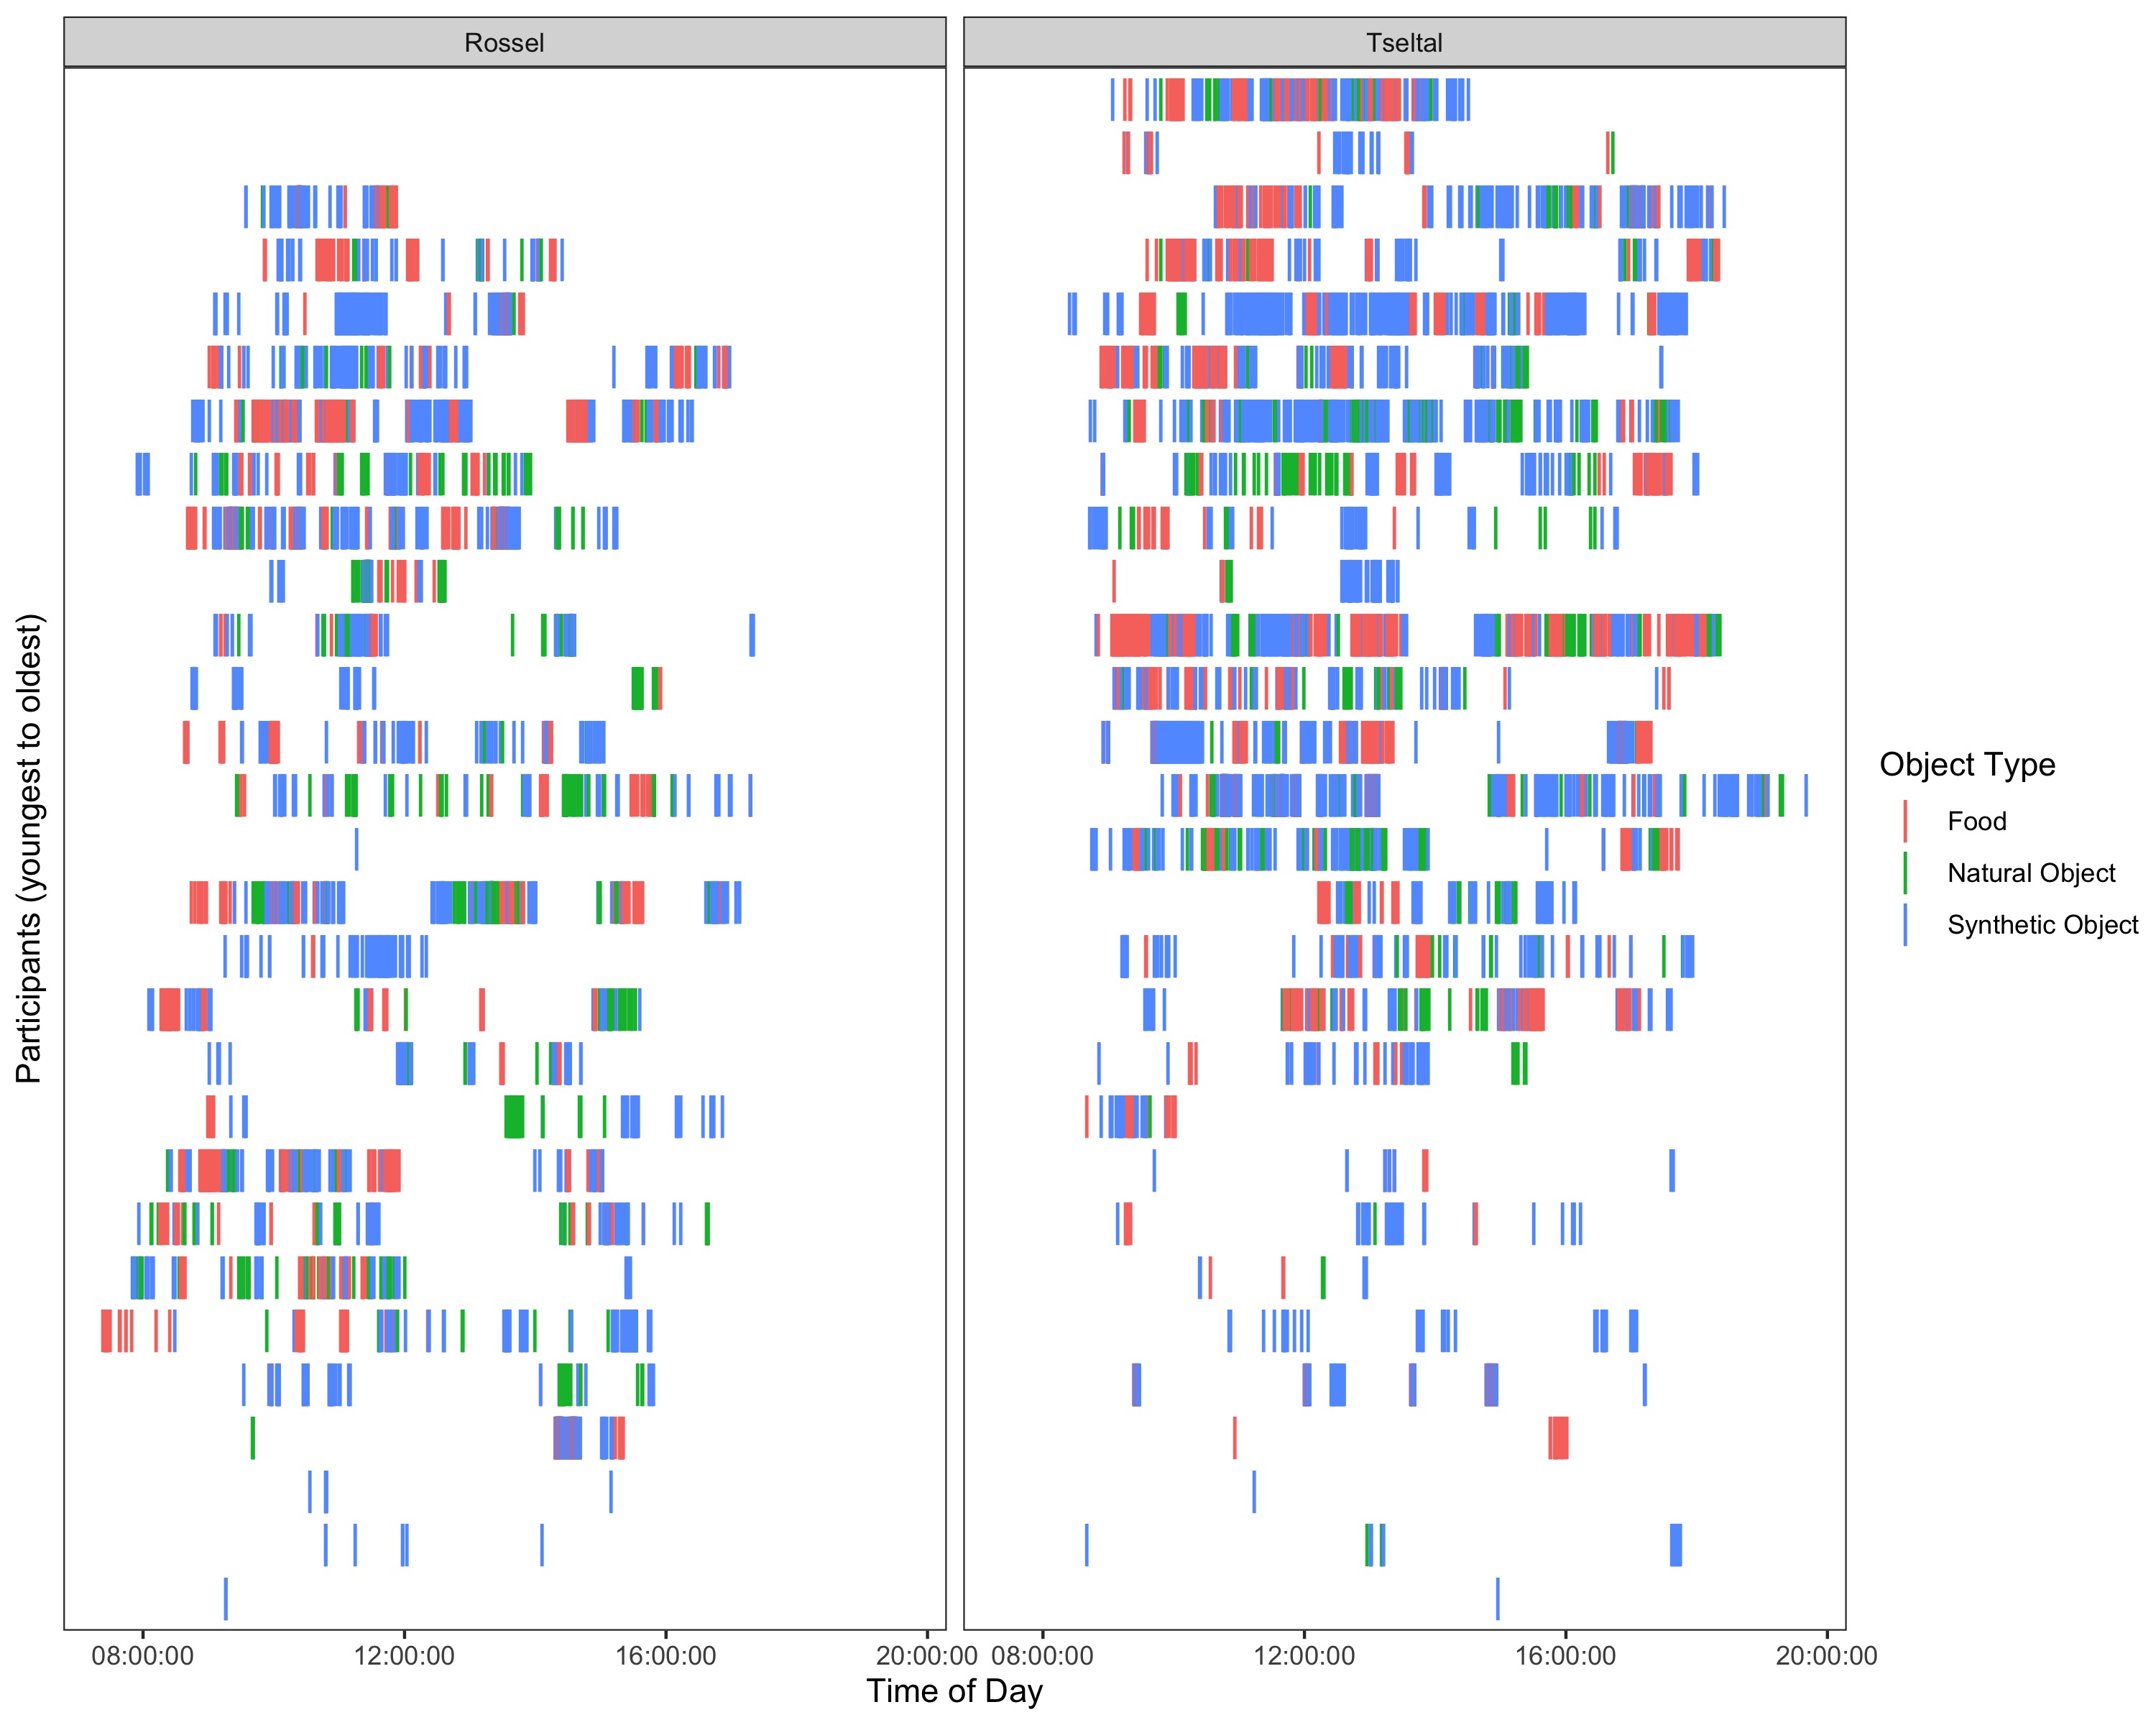 Rossel
Tseltal
Participants (youngest to oldest)
Object Type
Food
Natural Object
Synthetic Object
08:00:00 12:00:00 16:00:00 20:00:00 08:00:00 12:00:00 16:00:00 20:00:00
Time of Day